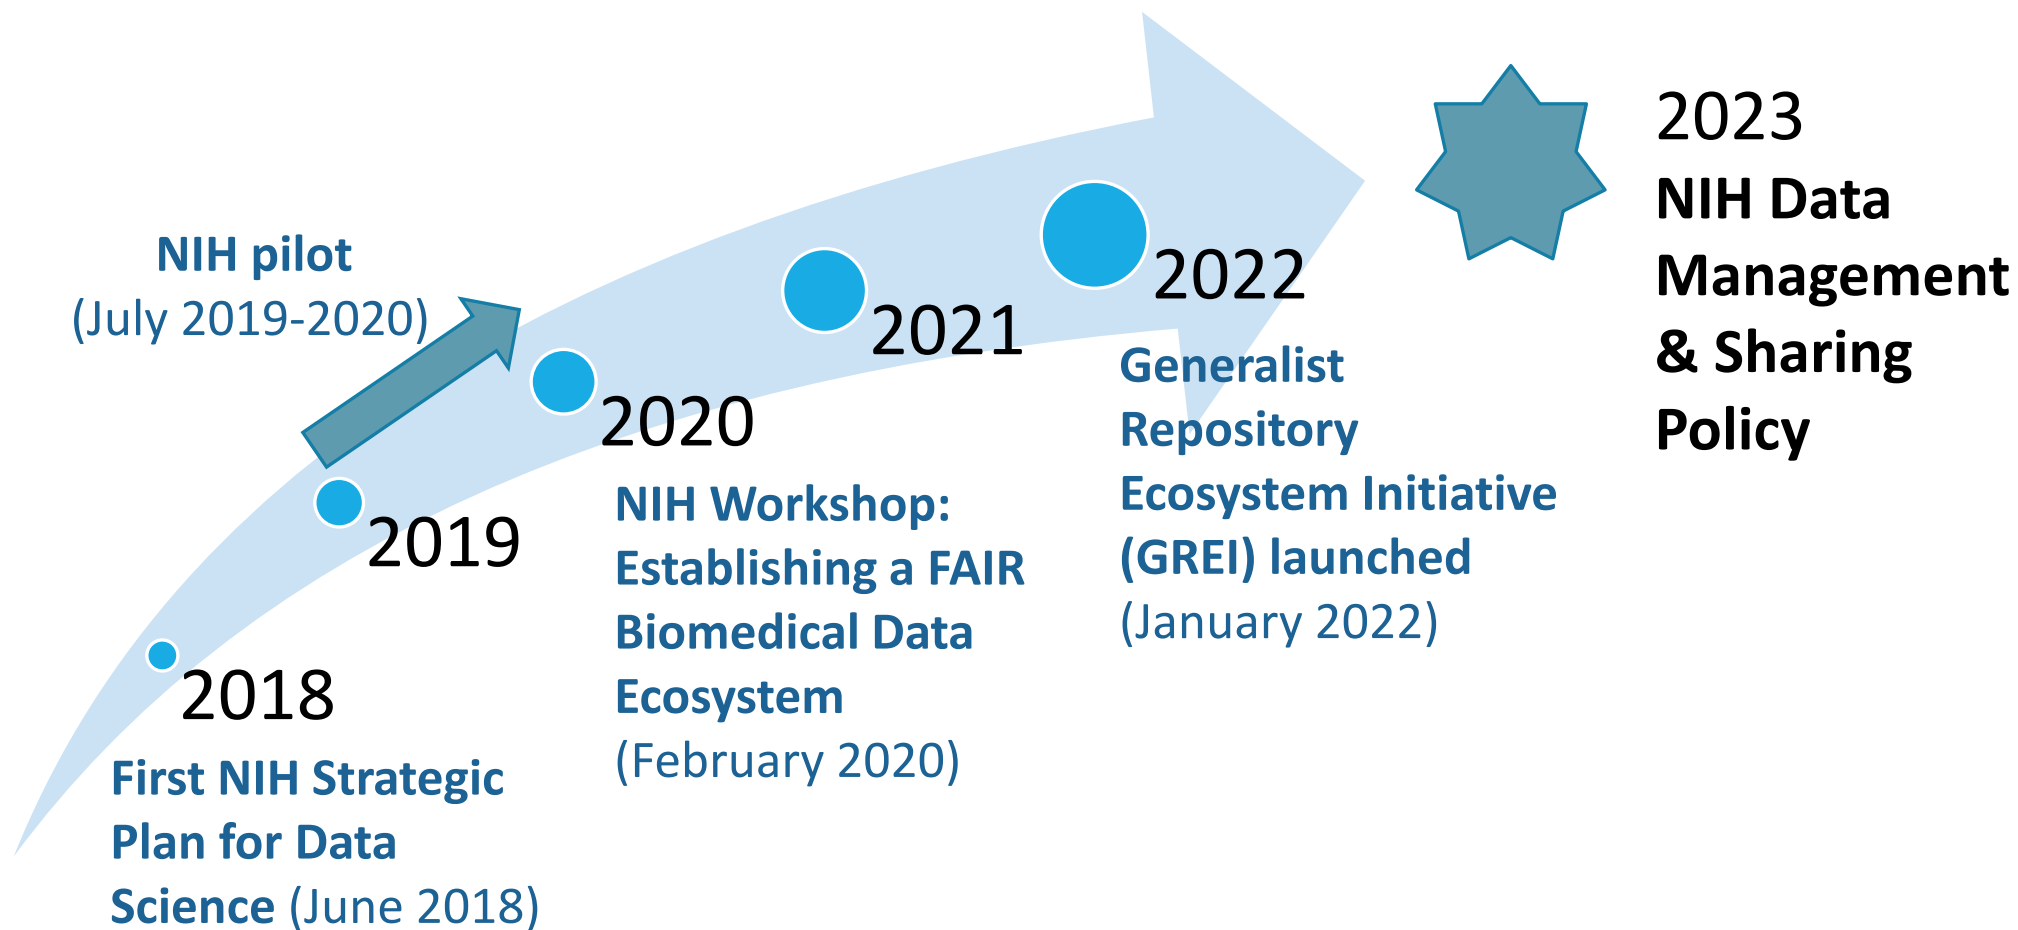 2018
First NIH Strategic
Plan for Data
Science (June 2018)
NIH pilot
(July 2019-2020)
2019
2020
NIH Workshop:
Establishing a FAIR
Biomedical Data
Ecosystem
(February 2020)
2021
2022
Generalist
Repository
Ecosystem Initiative
(GREI) launched
(January 2022)
2023
NIH Data
Management
& Sharing
Policy